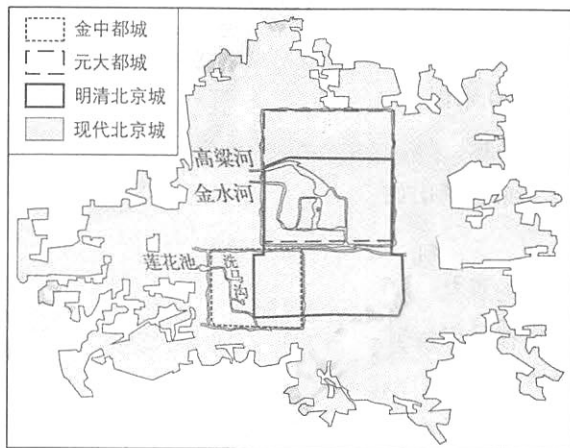 金中都城
元大都城
明清北京城
现代北京城
高梁河
金水河
莲花池
洗马沟